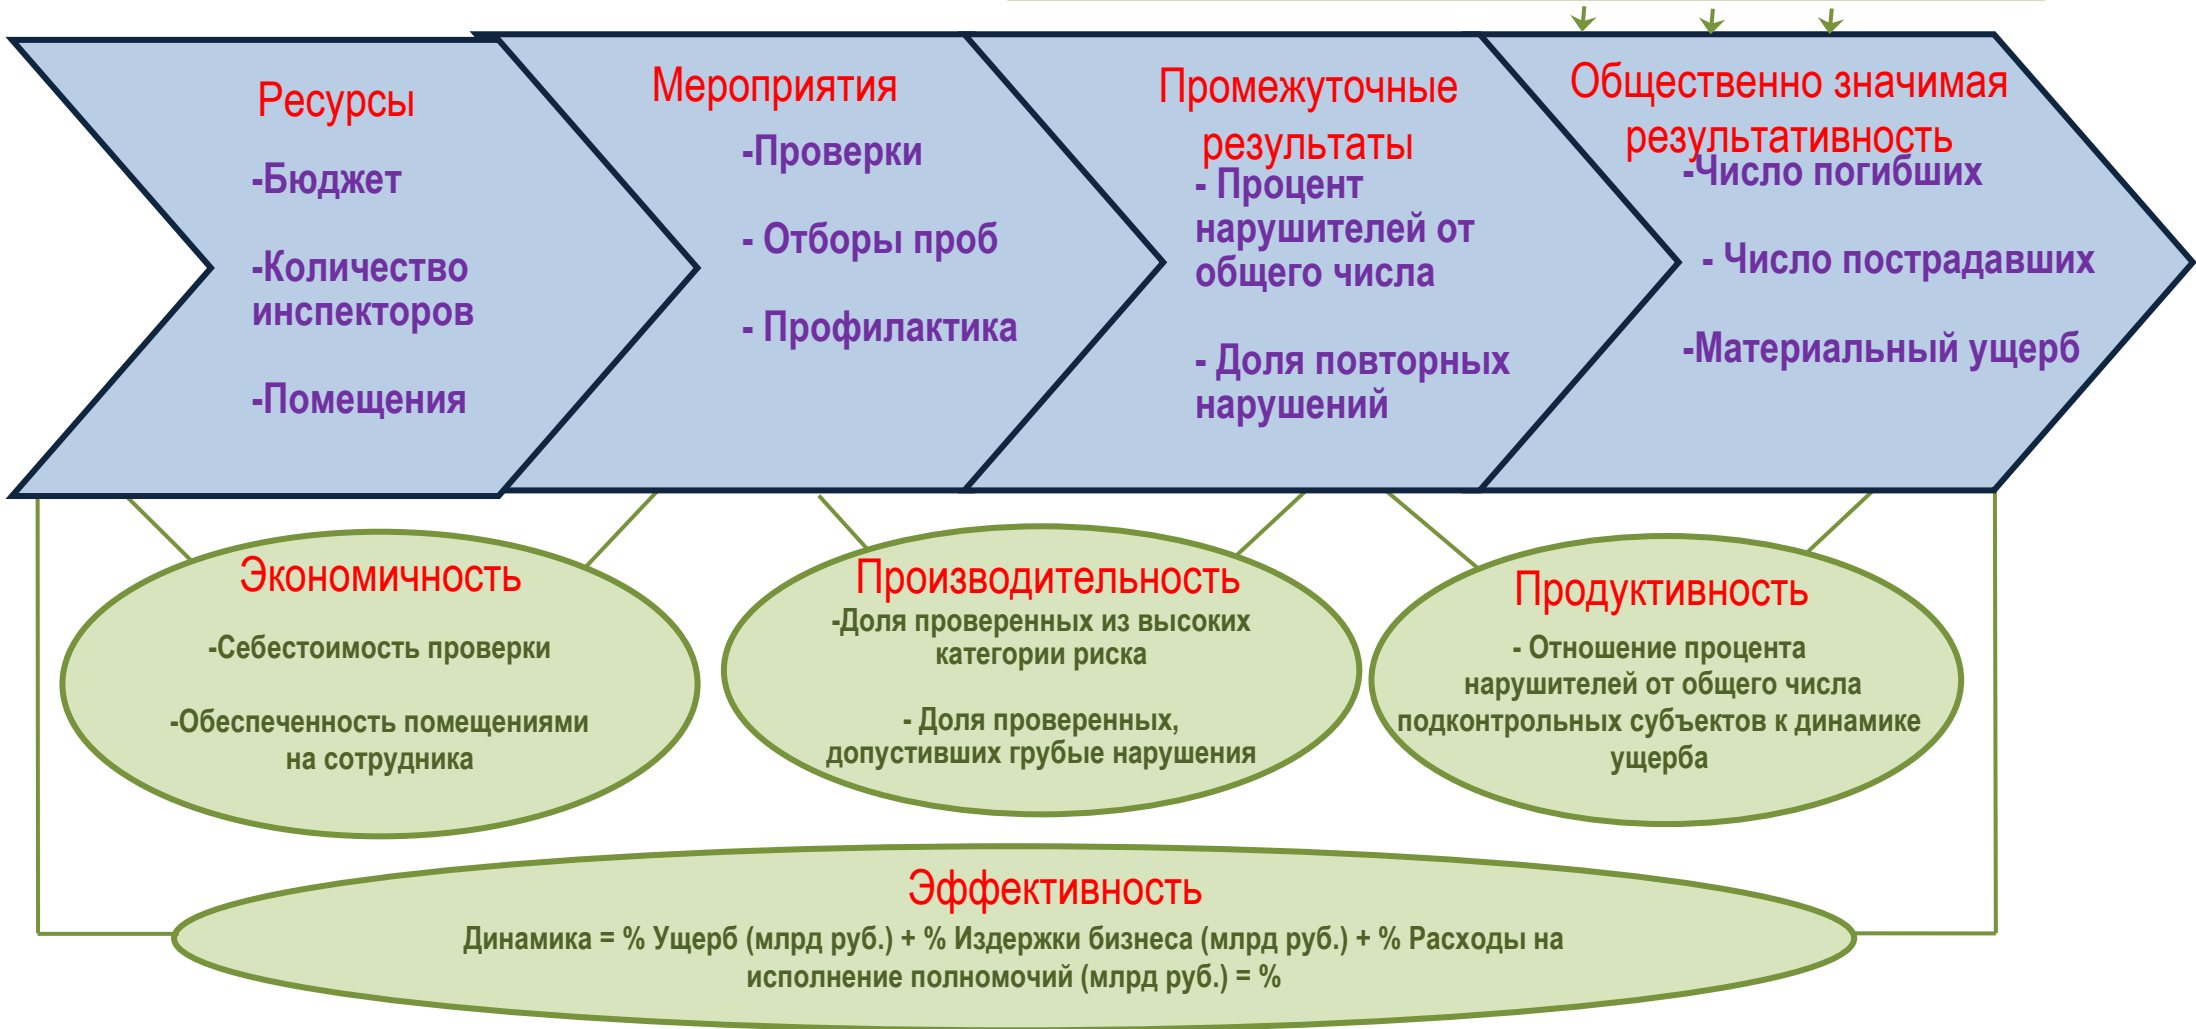 Ресурсы
-Бюджет
-Количество
инспекторов
-Помещения
Мероприятия
-Проверки
- Отборы проб
- Профилактика
Промежуточные
результаты
- Процент
нарушителей от
общего числа
- Доля повторных
нарушений
Общественно значимая
результативность
-Число погибших
- Число пострадавших
-Материальный ущерб
Экономичность
-Себестоимость проверки
-Обеспеченность помещениями
на сотрудника
Производительность
-Доля проверенных из высоких
категории риска
- Доля проверенных,
допустивших грубые нарушения
Продуктивность
- Отношение процента
нарушителей от общего числа
подконтрольных субъектов к динамике
ущерба
Эффективность
Динамика = % Ущерб (млрд руб.) + % Издержки бизнеса (млрд руб.) + % Расходы на
исполнение полномочий (млрд руб.) = %